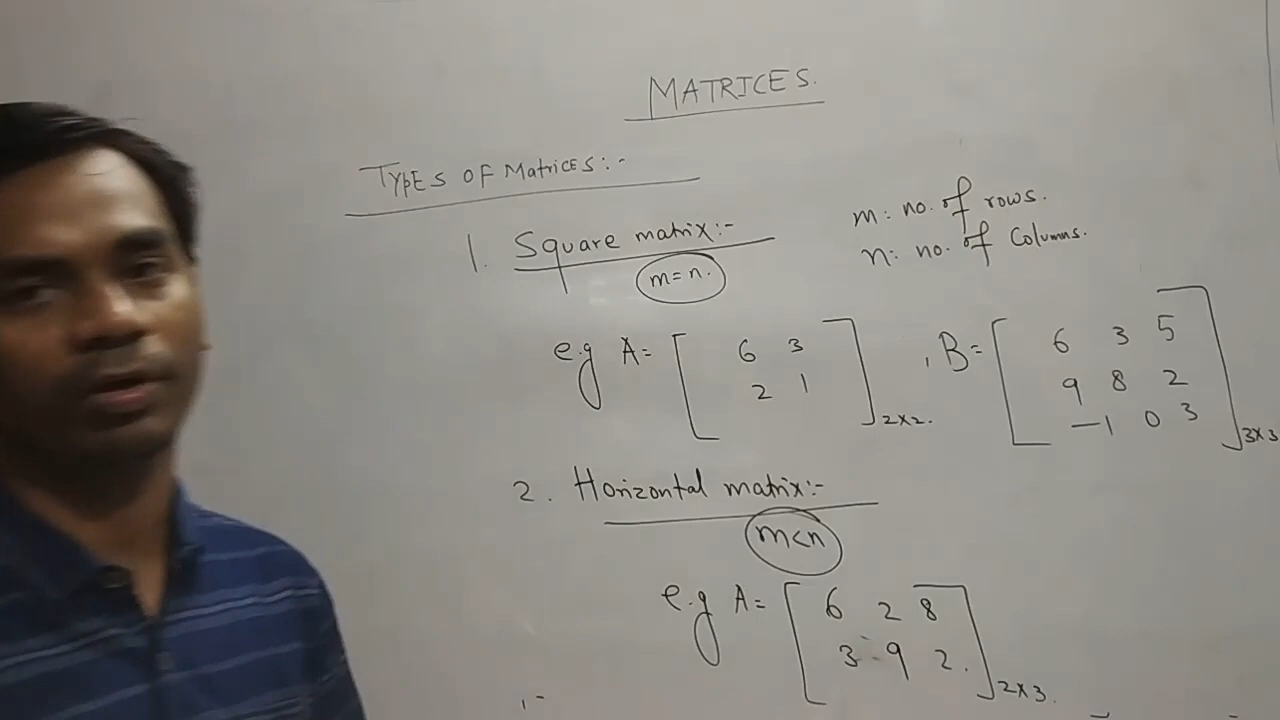 MATRICES.
TypES OF MatricES:-
m: no. of rows.
n: no. of Columns.
1. Square matrix:-
m=n.
e.g A= [ 6 3
2 1 ] 2x2. , B= [ 6 3 5
9 8 2
-1 0 3 ] 3x3
2. Horizontal matrix:-
m<n
e.g A= [ 6 2 8
3 9 2. ] 2x3.